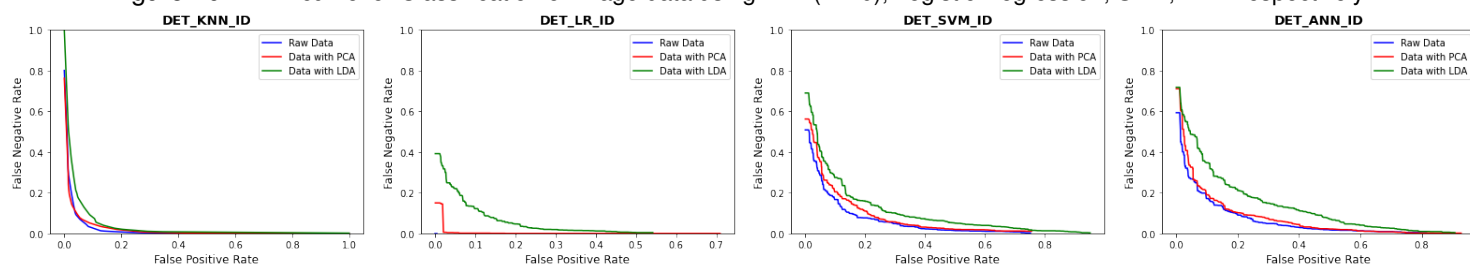 DET_KNN_ID
DET_LR_ID
DET_SVM_ID
DET_ANN_ID
False Negative Rate
1.0
0.8
0.6
0.4
0.2
0.0
0.0 0.2 0.4 0.6 0.8 1.0
False Positive Rate
Raw Data
Data with PCA
Data with LDA
False Negative Rate
1.0
0.8
0.6
0.4
0.2
0.0
0.0 0.1 0.2 0.3 0.4 0.5 0.6 0.7
False Positive Rate
Raw Data
Data with PCA
Data with LDA
False Negative Rate
1.0
0.8
0.6
0.4
0.2
0.0
0.0 0.2 0.4 0.6 0.8
False Positive Rate
Raw Data
Data with PCA
Data with LDA
False Negative Rate
1.0
0.8
0.6
0.4
0.2
0.0
0.0 0.2 0.4 0.6 0.8
False Positive Rate
Raw Data
Data with PCA
Data with LDA